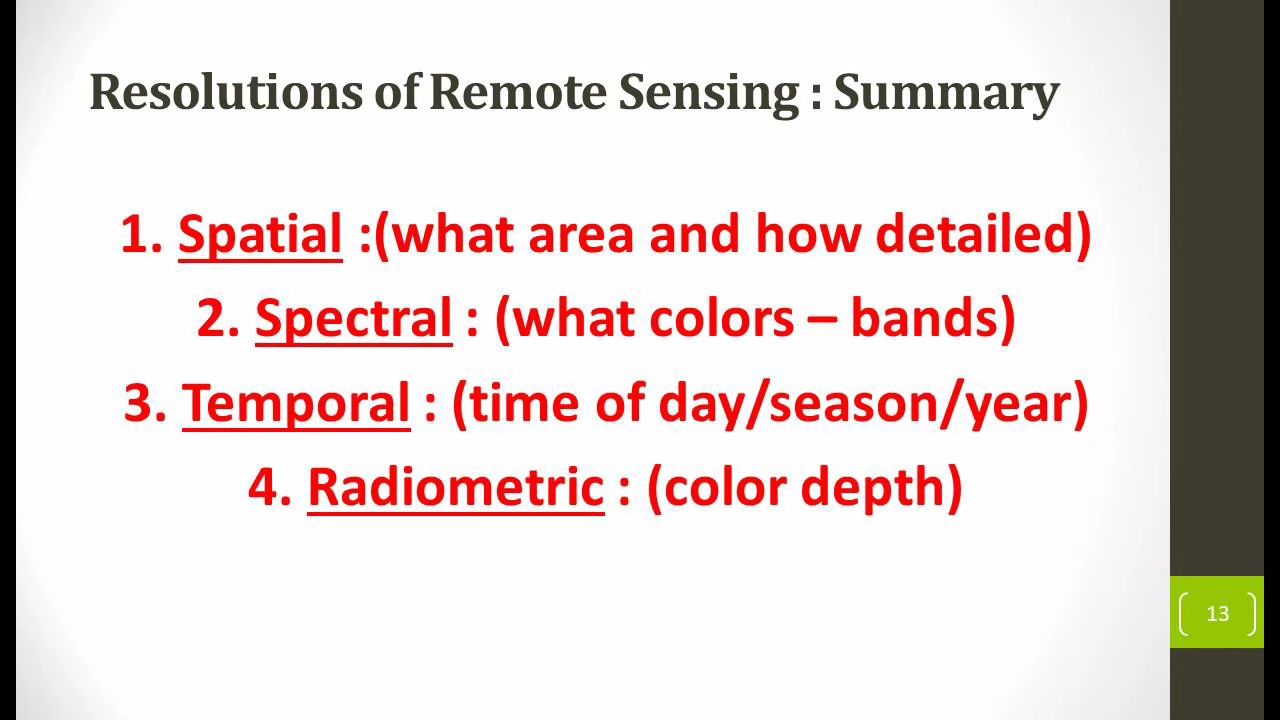 Resolutions of Remote Sensing : Summary
1. Spatial :(what area and how detailed)
2. Spectral : (what colors – bands)
3. Temporal : (time of day/season/year)
4. Radiometric : (color depth)
13